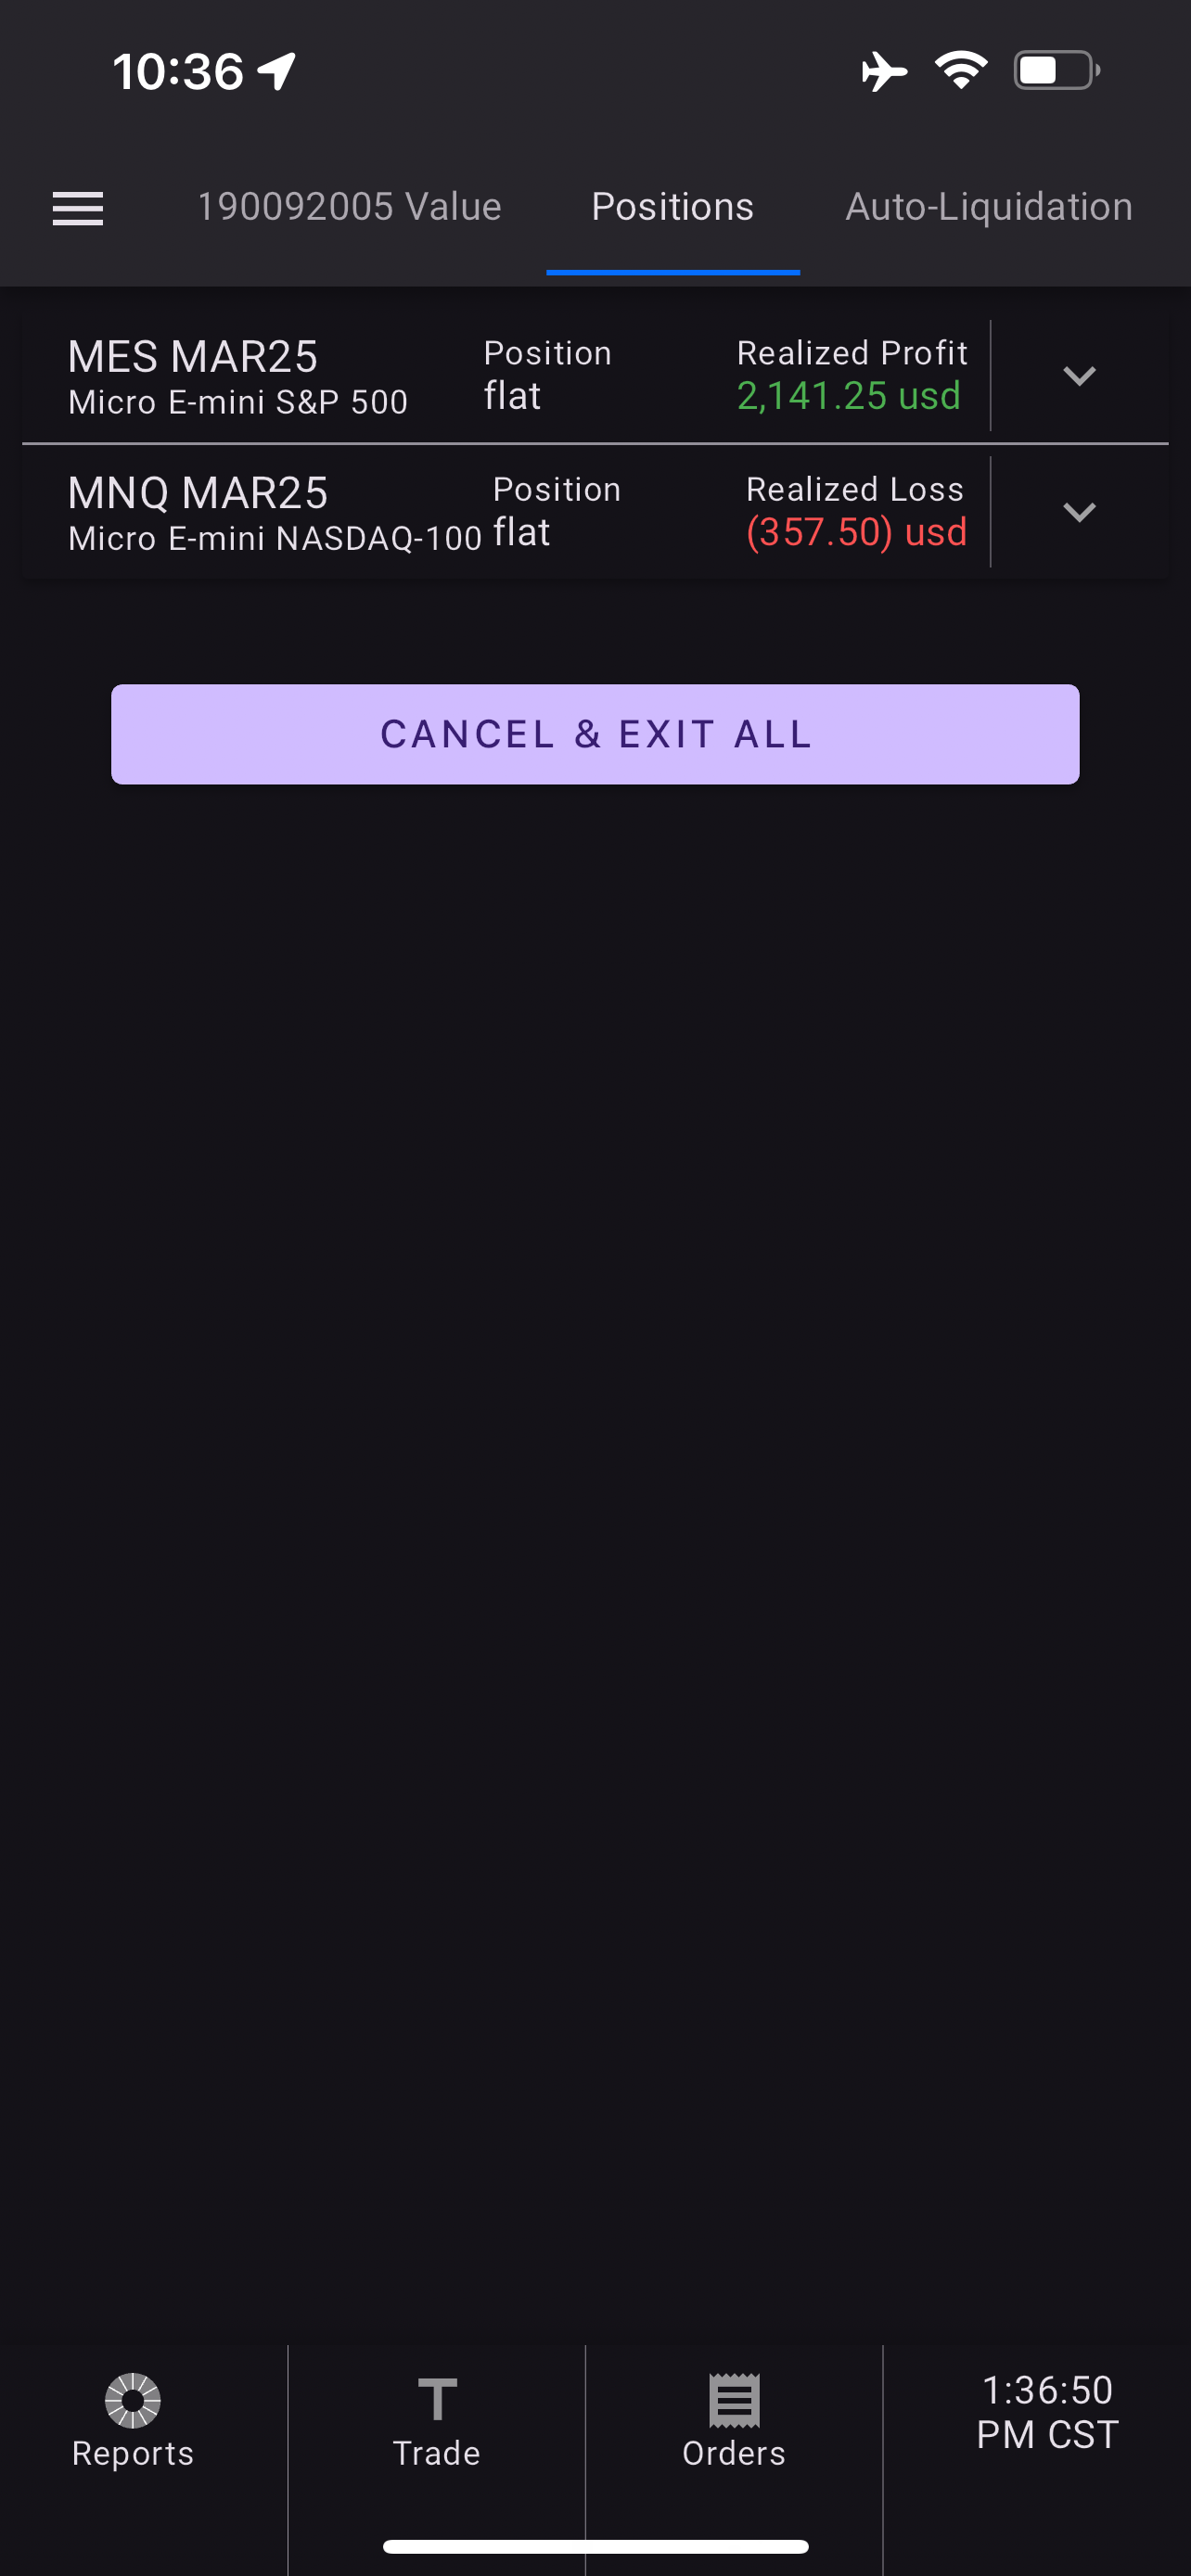 10:36
190092005 Value
Positions
Auto-Liquidation
MES MAR25
Micro E-mini S&P 500
Position
flat
Realized Profit
2,141.25 usd
MNQ MAR25
Micro E-mini NASDAQ-100
Position
flat
Realized Loss
(357.50) usd
CANCEL & EXIT ALL
Reports
T
Trade
Orders
1:36:50
PM CST